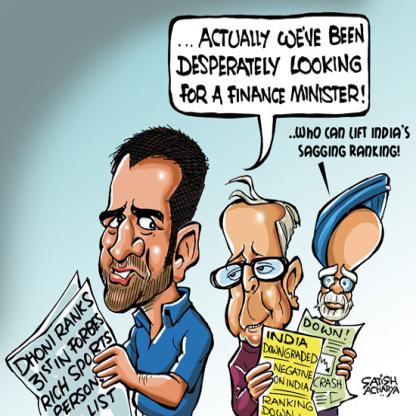 ... ACTUALLY WE'VE BEEN
DESPERATELY LOOKING
FOR A FINANCE MINISTER!
..WHO CAN LIFT INDIA'S
SAGGING RANKING!
DHONI RANKS
31ST IN FORBES
RICH SPORTS
PERSONS
LIST
INDIA
DOWNGRADED
NEGATIVE
ON INDIA
RANKING
DOWN!
DOWN!
CRASH
SATISH
ACHARYA